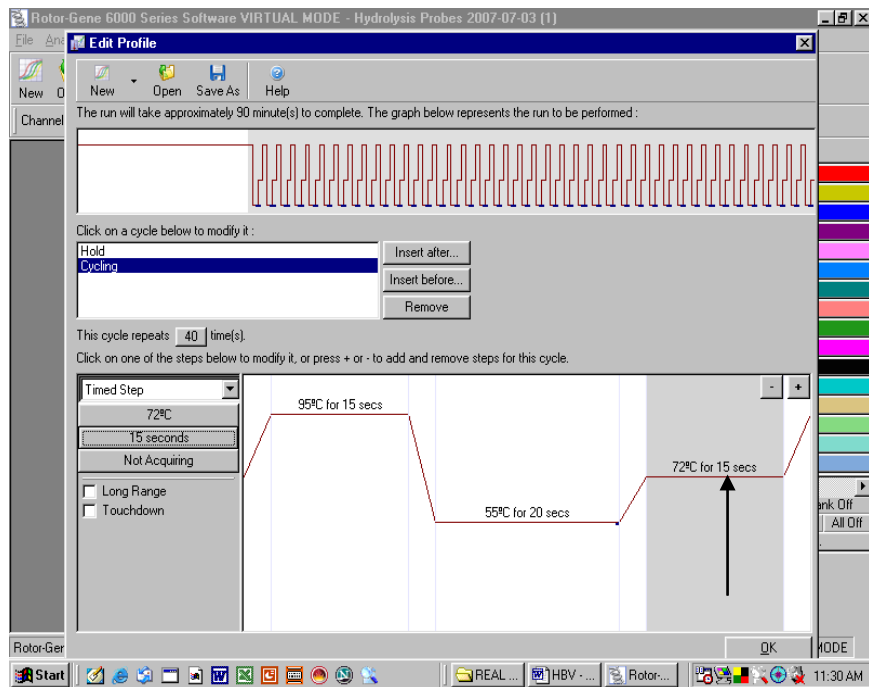 Rotor-Gene 6000 Series Software VIRTUAL MODE - Hydrolysis Probes 2007-07-03 (1)
File Ana
Edit Profile
New
New Open Save As Help
Channel
The run will take approximately 90 minute(s) to complete. The graph below represents the run to be performed :
Click on a cycle below to modify it :
Hold
Cycling
Insert after...
Insert before...
Remove
This cycle repeats 40 time(s).
Click on one of the steps below to modify it, or press + or - to add and remove steps for this cycle.
Timed Step
72ºC
15 seconds
Not Acquiring
Long Range
Touchdown
95ºC for 15 secs
55ºC for 20 secs
72ºC for 15 secs
- +
ank Off
All Off
OK
Rotor-Ger
MODE
Start
REAL ... HBV - ... Rotor-...
11:30 AM